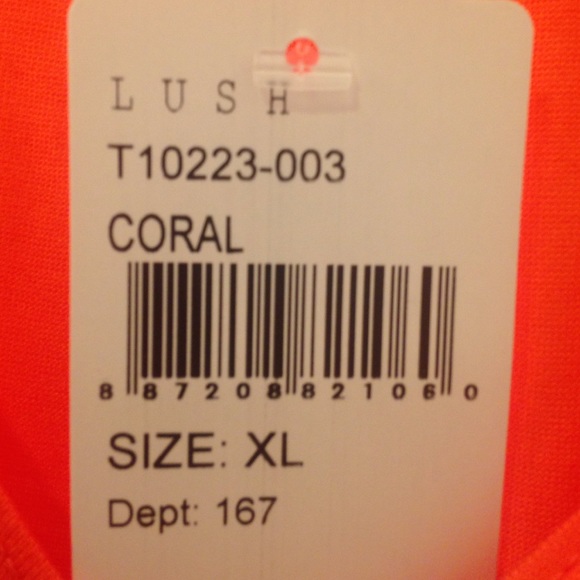 LUSH
T10223-003
CORAL
8 87208 82106 0
SIZE: XL
Dept: 167